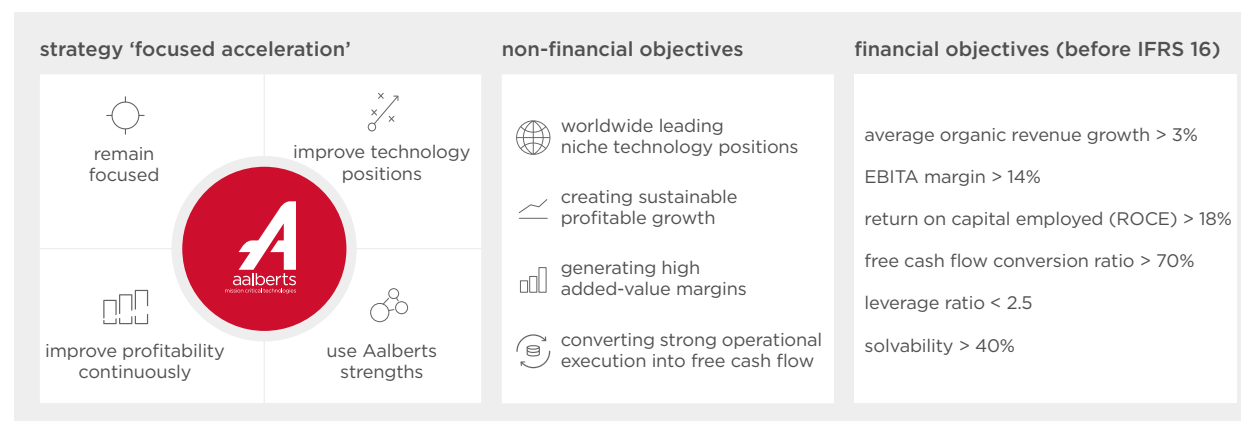 strategy ‘focused acceleration’
remain
focused
improve technology
positions
aalberts
mission critical technologies
improve profitability
continuously
use Aalberts
strengths
non-financial objectives
worldwide leading
niche technology positions
creating sustainable
profitable growth
generating high
added-value margins
converting strong operational
execution into free cash flow
financial objectives (before IFRS 16)
average organic revenue growth > 3%
EBITA margin > 14%
return on capital employed (ROCE) > 18%
free cash flow conversion ratio > 70%
leverage ratio < 2.5
solvability > 40%